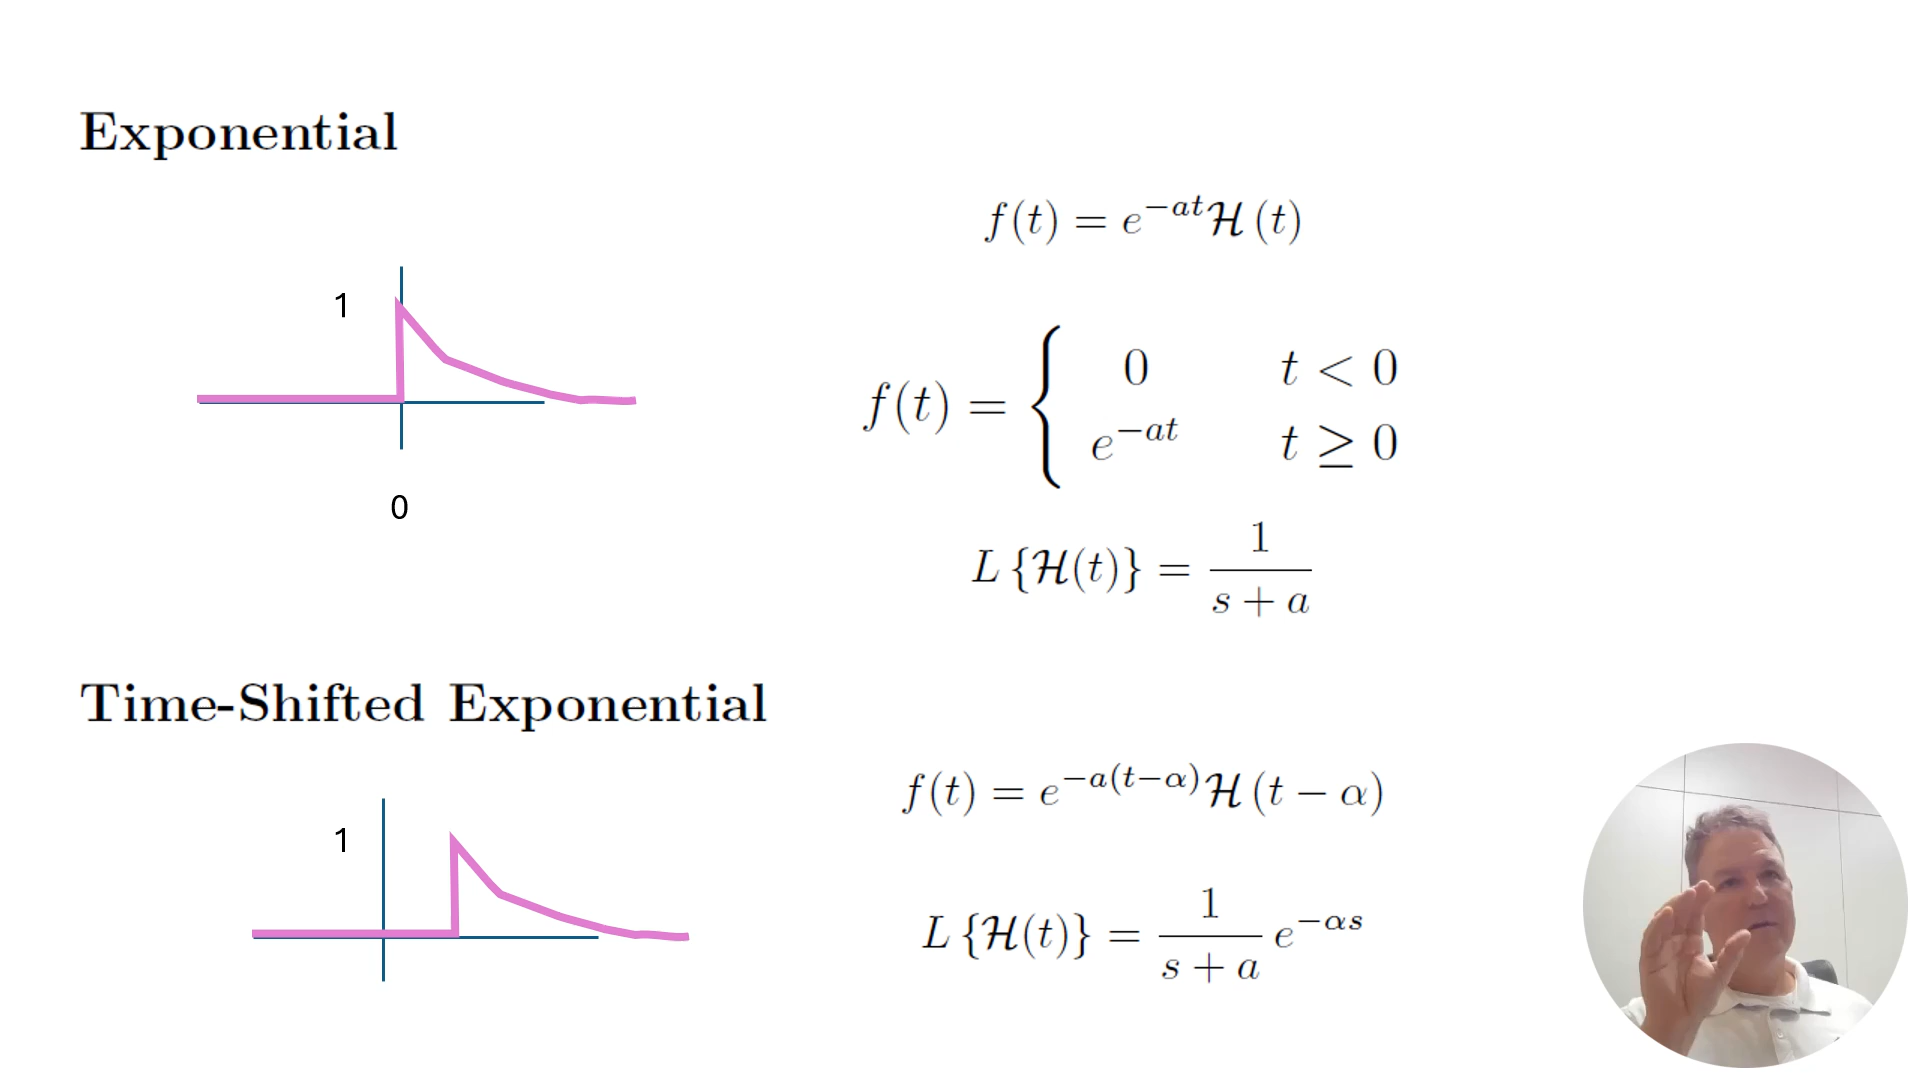 Exponential
f(t) = e^{-at}ℋ(t)
1
f(t) = { 0 t < 0
e^{-at} t ≥ 0
0
L{ℋ(t)} = 1/(s + a)
Time-Shifted Exponential
f(t) = e^{-a(t-α)}ℋ(t − α)
1
L{ℋ(t)} = 1/(s + a) e^{-αs}